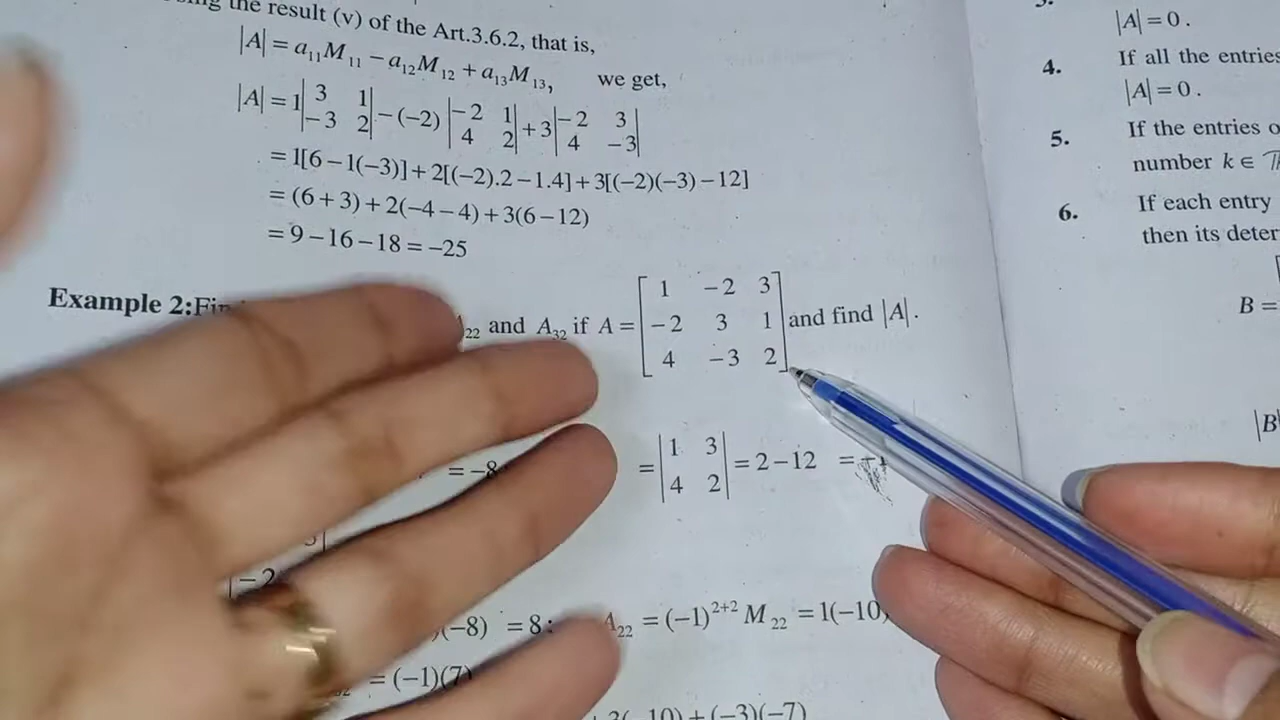 the result (v) of the Art.3.6.2, that is,
|A| = a₁₁M₁₁ − a₁₂M₁₂ + a₁₃M₁₃, we get,
|A| = 1 |3 1; −3 2| − (−2) |−2 1; 4 2| + 3 |−2 3; 4 −3|
= 1[6 − 1(−3)] + 2[(−2).2 − 1.4] + 3[(−2)(−3) − 12]
= (6 + 3) + 2(−4 − 4) + 3(6 − 12)
= 9 − 16 − 18 = −25
Example 2: A₃₂ if A = [1 −2 3; −2 3 1; 4 −3 2] and find |A|.
= −8 = |1 3; 4 2| = 2 − 12 =
−2
(−8) = 8: A₂₂ = (−1)²⁺² M₂₂ = 1(−10)
= (−1)(7)
(−10) + (−3)(−7)
|A| = 0.
4. If all the entries
|A| = 0.
5. If the entries
number k ∈
6. If each entry
then its
B =
|B